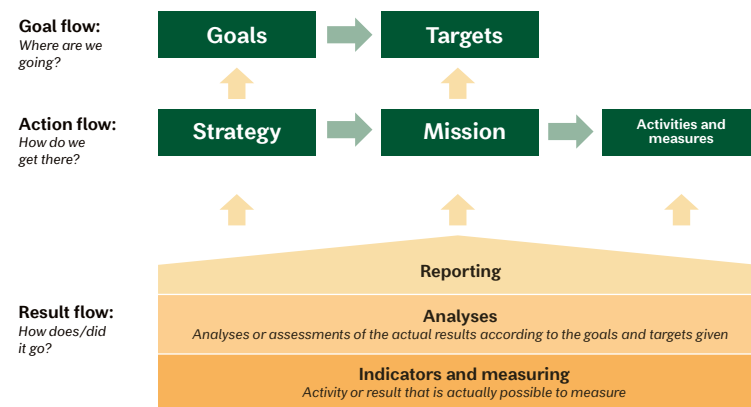 Goal flow:
Where are we
going?
Goals
Targets
Action flow:
How do we
get there?
Strategy
Mission
Activities and
measures
Result flow:
How does/did
it go?
Reporting
Analyses
Analyses or assessments of the actual results according to the goals and targets given
Indicators and measuring
Activity or result that is actually possible to measure